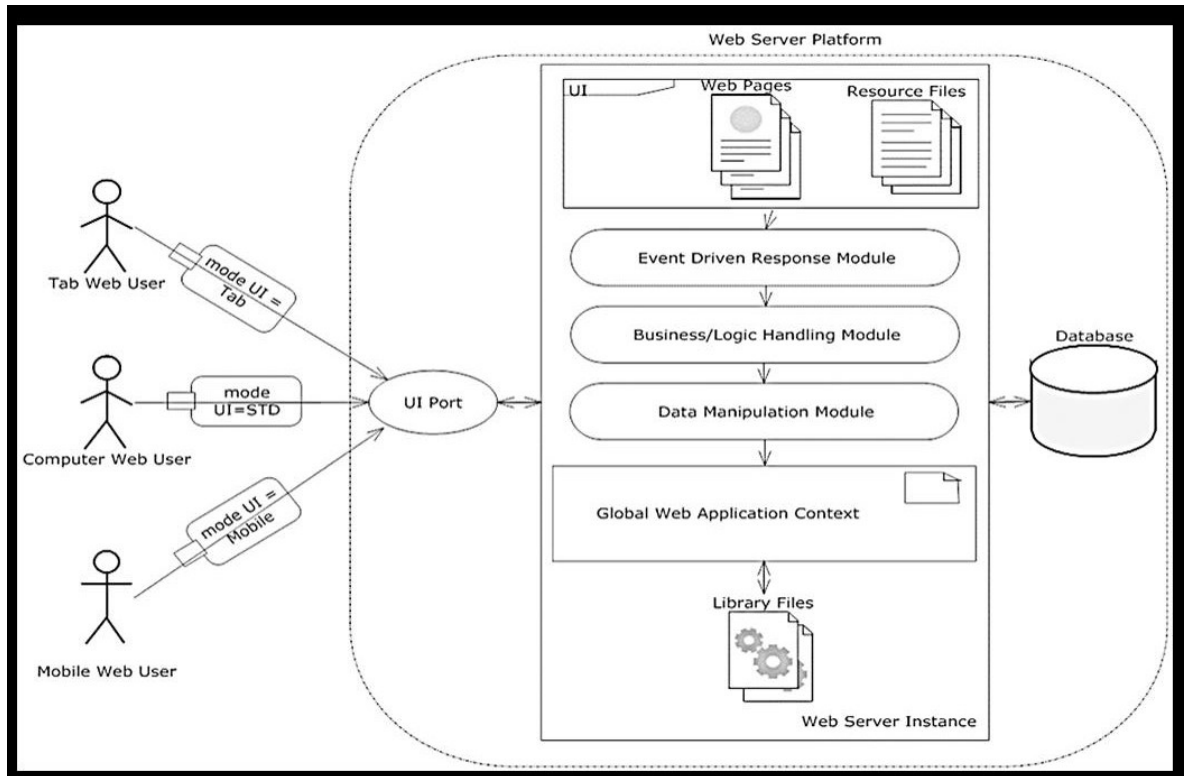 Web Server Platform
UI
Web Pages
Resource Files
Event Driven Response Module
Tab Web User
mode UI =
Tab
Business/Logic Handling Module
Database
mode
UI=STD
UI Port
Data Manipulation Module
Computer Web User
mode UI =
Mobile
Global Web Application Context
Library Files
Mobile Web User
Web Server Instance